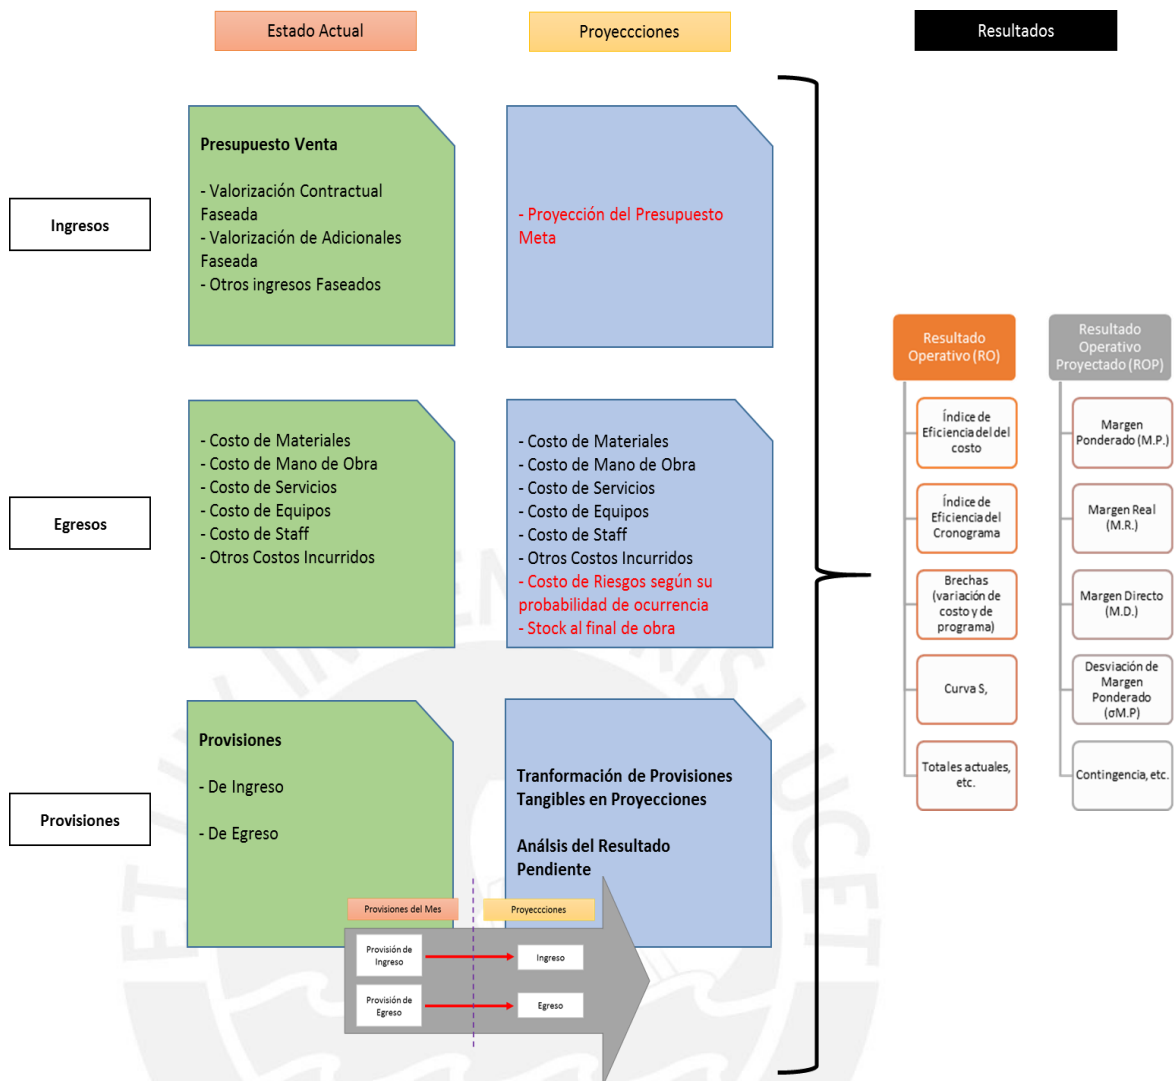 Estado Actual
Proyeccciones
Resultados
Ingresos
Presupuesto Venta
- Valorización Contractual
Faseada
- Valorización de Adicionales
Faseada
- Otros ingresos Faseados
- Proyección del Presupuesto
Meta
Egresos
- Costo de Materiales
- Costo de Mano de Obra
- Costo de Servicios
- Costo de Equipos
- Costo de Staff
- Otros Costos Incurridos
- Costo de Materiales
- Costo de Mano de Obra
- Costo de Servicios
- Costo de Equipos
- Costo de Staff
- Otros Costos Incurridos
- Costo de Riesgos según su
probabilidad de ocurrencia
- Stock al final de obra
Provisiones
Provisiones
- De Ingreso
- De Egreso
Tranformación de Provisiones
Tangibles en Proyecciones
Análsis del Resultado
Pendiente
Provisiones del Mes
Proyeccciones
Provisión de
Ingreso
Ingreso
Provisión de
Egreso
Egreso
Resultado
Operativo (RO)
Índice de
Eficiencia del del
costo
Índice de
Eficiencia del
Cronograma
Brechas
(variación de
costo y de
programa)
Curva S,
Totales actuales,
etc.
Resultado
Operativo
Proyectado (ROP)
Margen
Ponderado (M.P.)
Margen Real
(M.R.)
Margen Directo
(M.D.)
Desviación de
Margen
Ponderado
(σM.P)
Contingencia, etc.